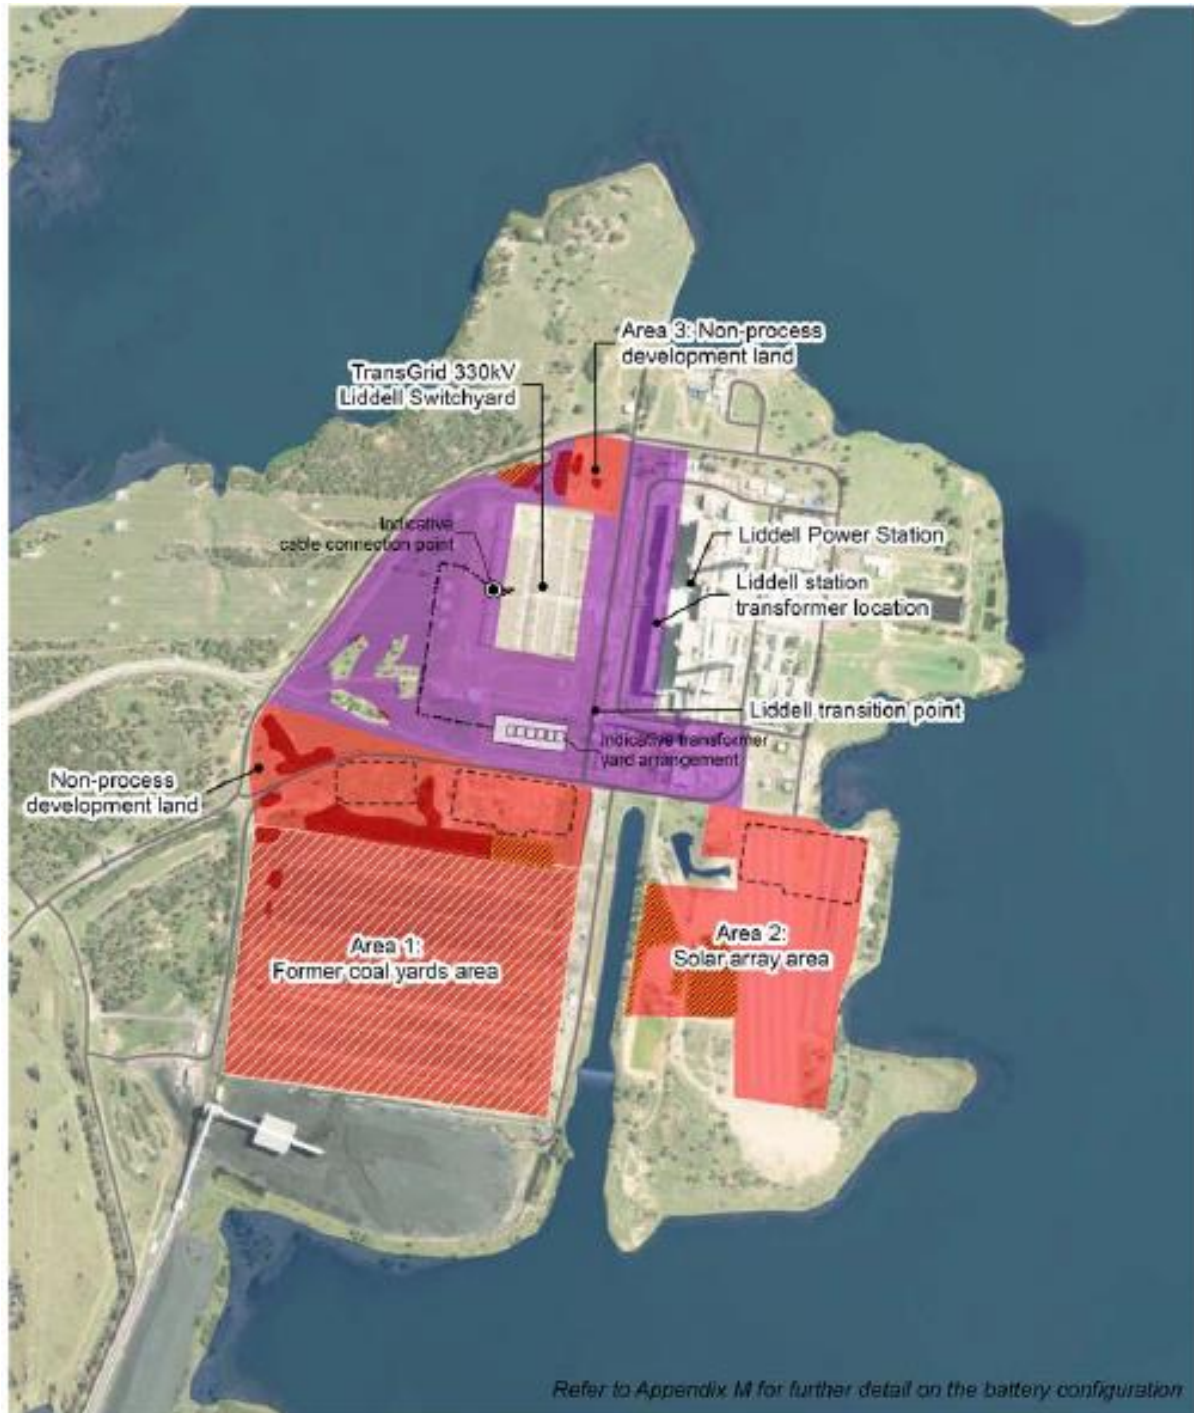 Area 3: Non-process
development land
TransGrid 330kV
Liddell Switchyard
Indicative
cable connection point
Liddell Power Station
Liddell station
transformer location
Liddell transition point
Indicative transformer
yard arrangement
Non-process
development land
Area 1:
Former coal yards area
Area 2:
Solar array area
Refer to Appendix M for further detail on the battery configuration